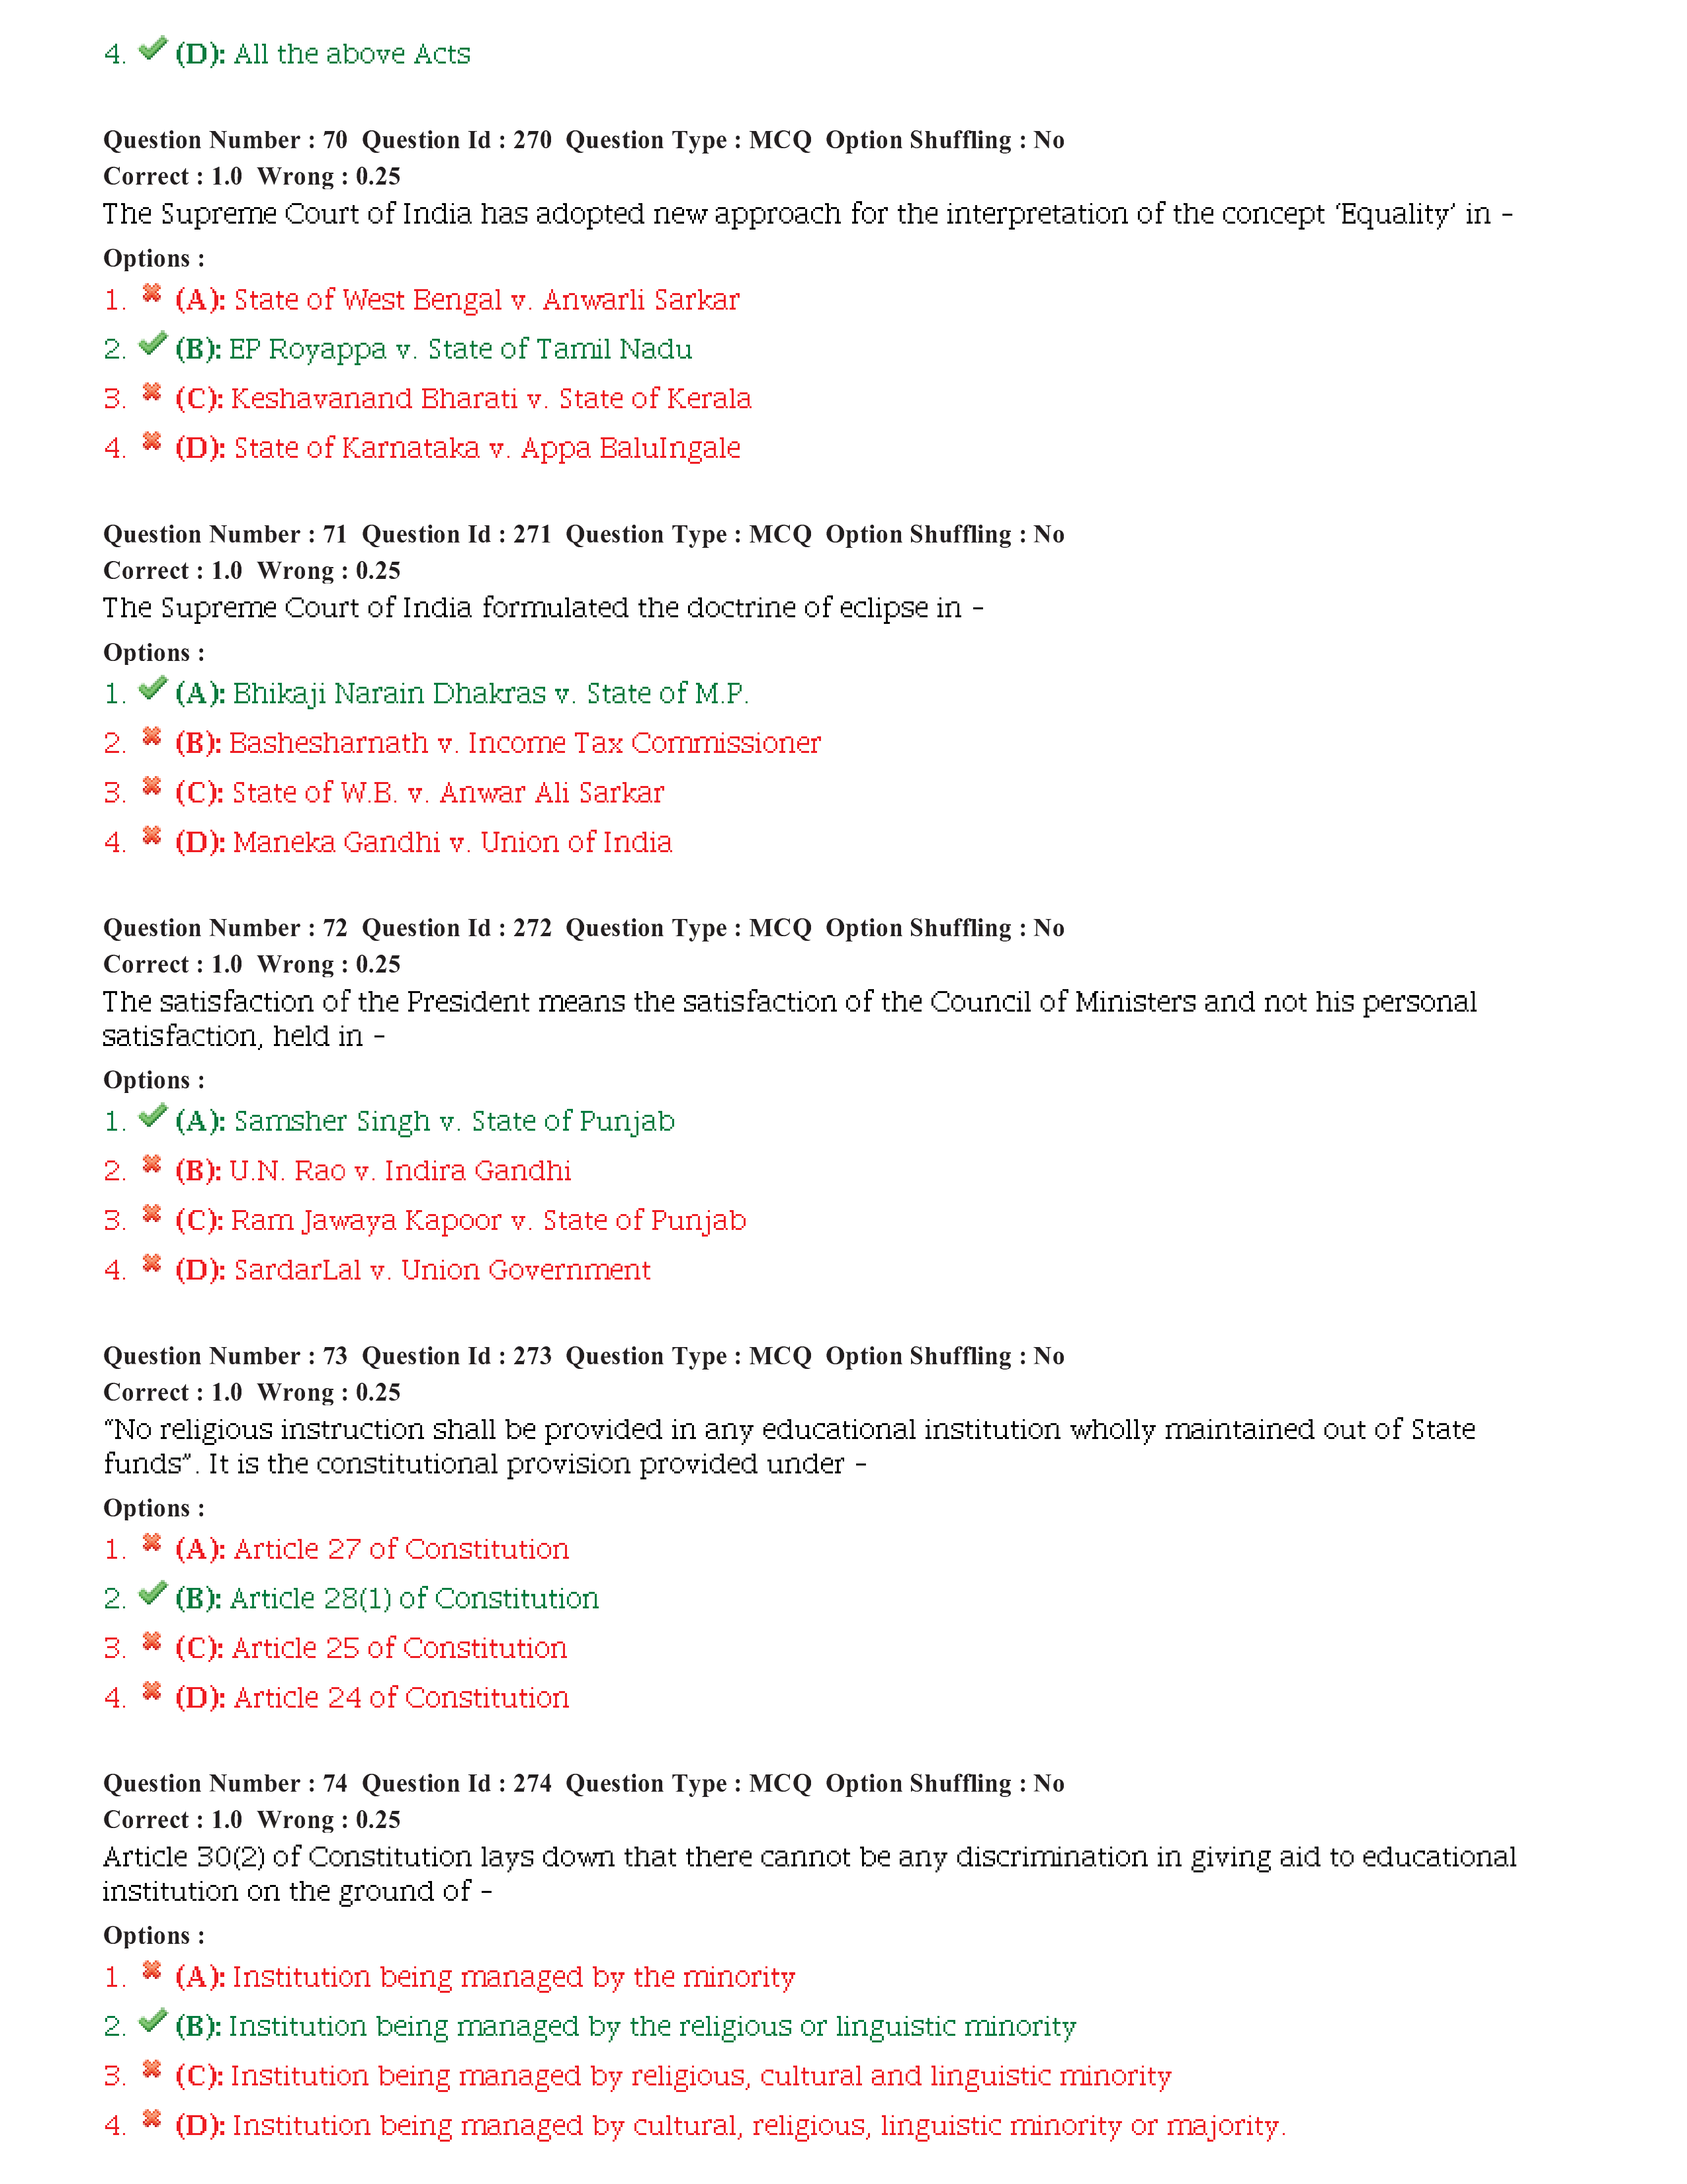 4. (D): All the above Acts
Question Number : 70 Question Id : 270 Question Type : MCQ Option Shuffling : No
Correct : 1.0 Wrong : 0.25
The Supreme Court of India has adopted new approach for the interpretation of the concept ‘Equality’ in -
Options :
1. (A): State of West Bengal v. Anwarli Sarkar
2. (B): EP Royappa v. State of Tamil Nadu
3. (C): Keshavanand Bharati v. State of Kerala
4. (D): State of Karnataka v. Appa BaluIngale
Question Number : 71 Question Id : 271 Question Type : MCQ Option Shuffling : No
Correct : 1.0 Wrong : 0.25
The Supreme Court of India formulated the doctrine of eclipse in -
Options :
1. (A): Bhikaji Narain Dhakras v. State of M.P.
2. (B): Bashesharnath v. Income Tax Commissioner
3. (C): State of W.B. v. Anwar Ali Sarkar
4. (D): Maneka Gandhi v. Union of India
Question Number : 72 Question Id : 272 Question Type : MCQ Option Shuffling : No
Correct : 1.0 Wrong : 0.25
The satisfaction of the President means the satisfaction of the Council of Ministers and not his personal
satisfaction, held in -
Options :
1. (A): Samsher Singh v. State of Punjab
2. (B): U.N. Rao v. Indira Gandhi
3. (C): Ram Jawaya Kapoor v. State of Punjab
4. (D): SardarLal v. Union Government
Question Number : 73 Question Id : 273 Question Type : MCQ Option Shuffling : No
Correct : 1.0 Wrong : 0.25
“No religious instruction shall be provided in any educational institution wholly maintained out of State
funds”. It is the constitutional provision provided under -
Options :
1. (A): Article 27 of Constitution
2. (B): Article 28(1) of Constitution
3. (C): Article 25 of Constitution
4. (D): Article 24 of Constitution
Question Number : 74 Question Id : 274 Question Type : MCQ Option Shuffling : No
Correct : 1.0 Wrong : 0.25
Article 30(2) of Constitution lays down that there cannot be any discrimination in giving aid to educational
institution on the ground of -
Options :
1. (A): Institution being managed by the minority
2. (B): Institution being managed by the religious or linguistic minority
3. (C): Institution being managed by religious, cultural and linguistic minority
4. (D): Institution being managed by cultural, religious, linguistic minority or majority.